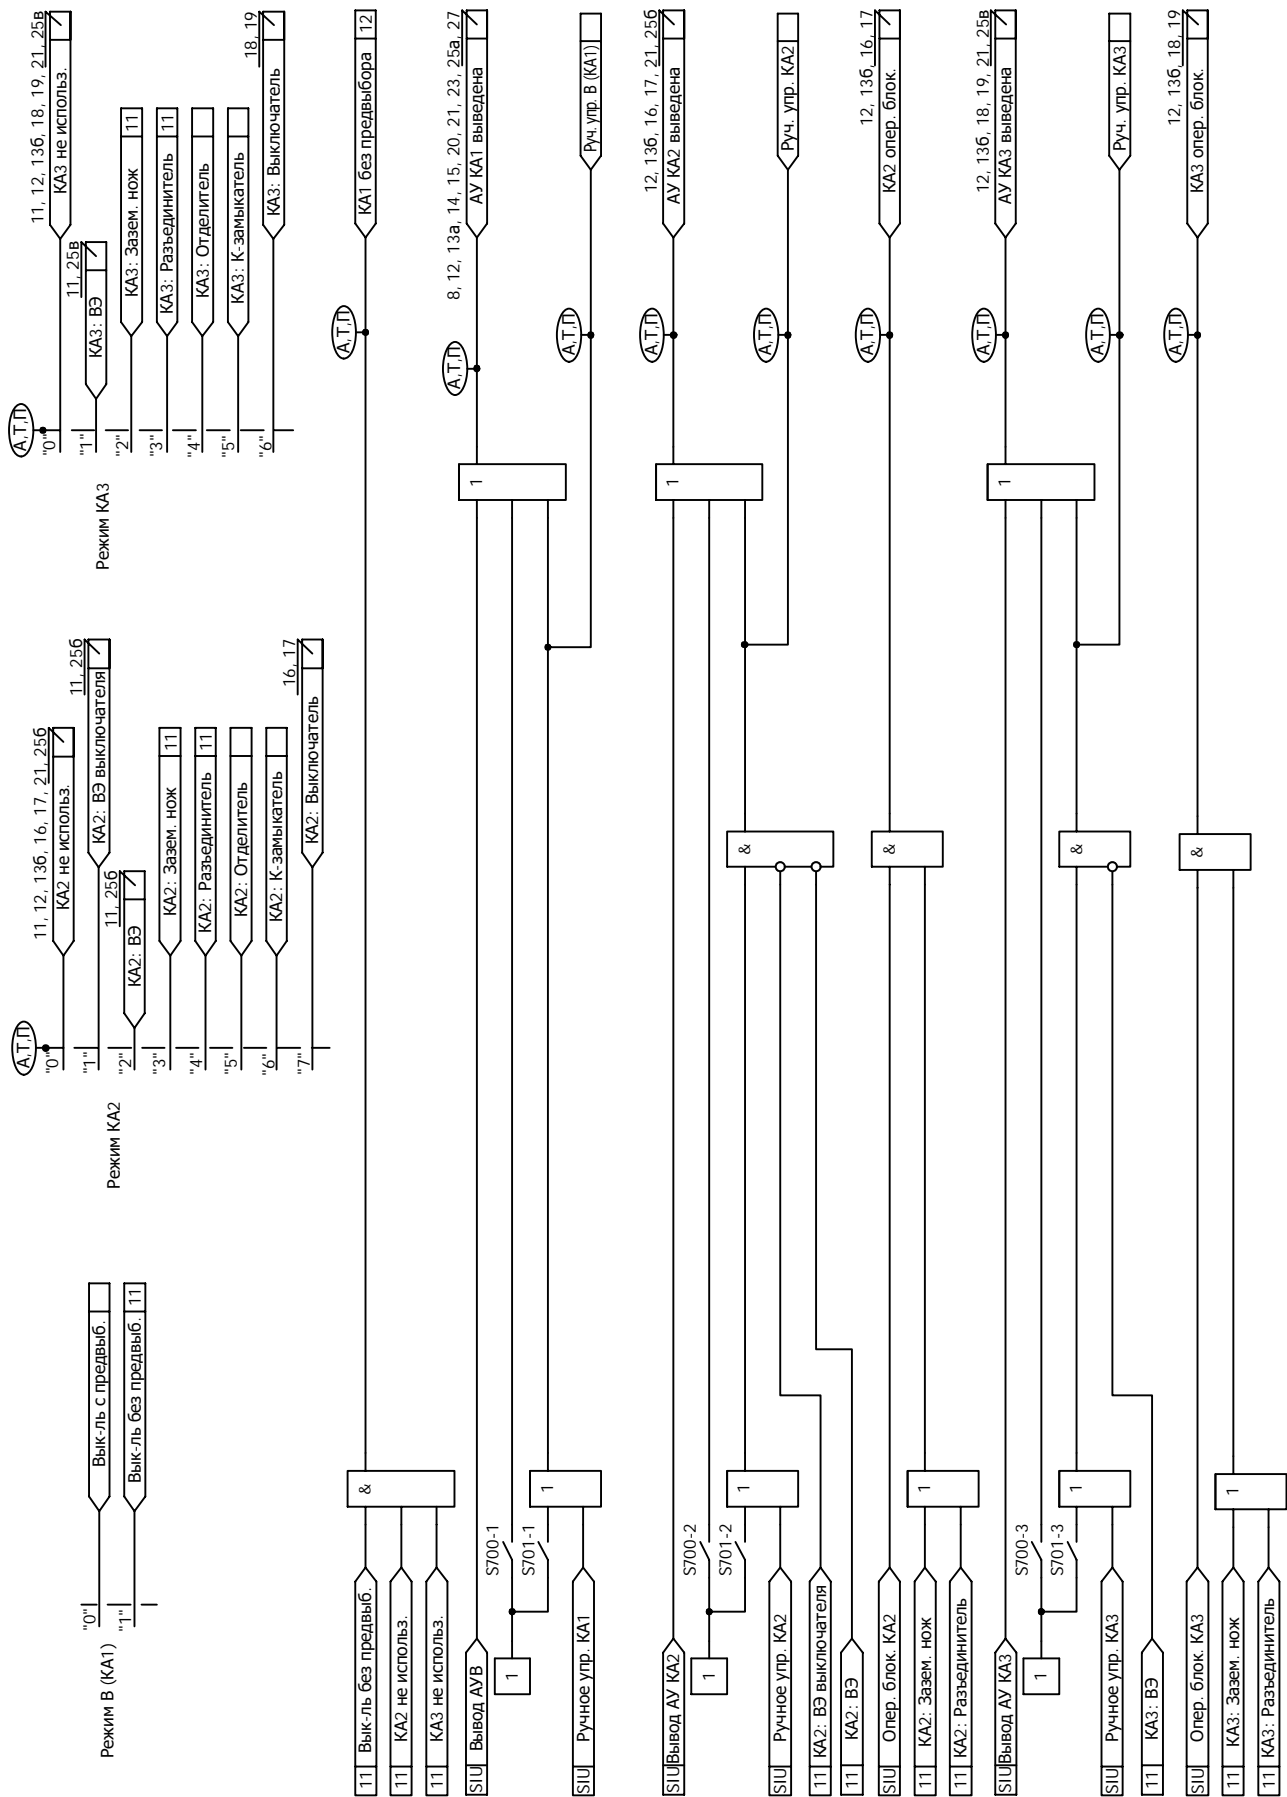 Режим В (КА1)
"0"
"1"
Вык-ль с предвыб.
Вык-ль без предвыб. 11
Режим КА2
А,Т,П
"0"
"1"
"2"
"3"
"4"
"5"
"6"
"7"
11, 12, 13б, 16, 17, 21, 25б
КА2 не использ.
11, 25б
КА2: ВЭ выключателя
11, 25б
КА2: ВЭ
КА2: Зазем. нож 11
КА2: Разъединитель 11
КА2: Отделитель
КА2: К-замыкатель
16, 17
КА2: Выключатель
Режим КА3
А,Т,П
"0"
"1"
"2"
"3"
"4"
"5"
"6"
11, 12, 13б, 18, 19, 21, 25в
КА3 не использ.
11, 25в
КА3: ВЭ
КА3: Зазем. нож 11
КА3: Разъединитель 11
КА3: Отделитель
КА3: К-замыкатель
18, 19
КА3: Выключатель
11 Вык-ль без предвыб.
11 КА2 не использ.
11 КА3 не использ.
&
А,Т,П
КА1 без предвыбора 12
SIU Вывод АУВ
1
S700-1
S701-1
SIU Ручное упр. КА1
1
1
А,Т,П
8, 12, 13а, 14, 15, 20, 21, 23, 25а, 27
АУ КА1 выведена
А,Т,П
Руч. упр. В (КА1)
SIU Вывод АУ КА2
1
S700-2
S701-2
SIU Ручное упр. КА2
1
11 КА2: ВЭ выключателя
11 КА2: ВЭ
&
1
А,Т,П
12, 13б, 16, 17, 21, 25б
АУ КА2 выведена
А,Т,П
Руч. упр. КА2
SIU Опер. блок. КА2
11 КА2: Зазем. нож
11 КА2: Разъединитель
1
&
А,Т,П
12, 13б, 16, 17
КА2 опер. блок.
SIU Вывод АУ КА3
1
S700-3
S701-3
SIU Ручное упр. КА3
1
11 КА3: ВЭ
&
1
А,Т,П
12, 13б, 18, 19, 21, 25в
АУ КА3 выведена
А,Т,П
Руч. упр. КА3
SIU Опер. блок. КА3
11 КА3: Зазем. нож
11 КА3: Разъединитель
1
&
А,Т,П
12, 13б, 18, 19
КА3 опер. блок.